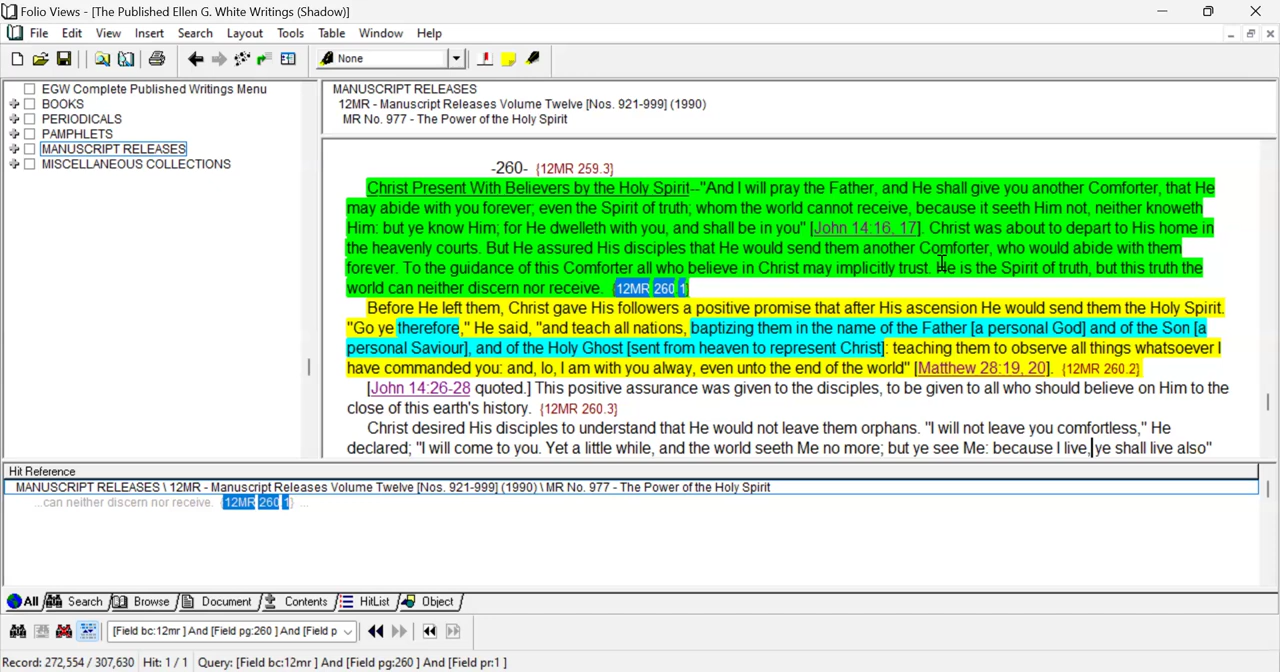 Folio Views - [The Published Ellen G. White Writings (Shadow)]
File Edit View Insert Search Layout Tools Table Window Help
None
EGW Complete Published Writings Menu
BOOKS
PERIODICALS
PAMPHLETS
MANUSCRIPT RELEASES
MISCELLANEOUS COLLECTIONS
MANUSCRIPT RELEASES
12MR - Manuscript Releases Volume Twelve [Nos. 921-999] (1990)
MR No. 977 - The Power of the Holy Spirit
-260- {12MR 259.3}
Christ Present With Believers by the Holy Spirit--"And I will pray the Father, and He shall give you another Comforter, that He
may abide with you forever; even the Spirit of truth; whom the world cannot receive, because it seeth Him not, neither knoweth
Him: but ye know Him; for He dwelleth with you, and shall be in you" [John 14:16, 17]. Christ was about to depart to His home in
the heavenly courts. But He assured His disciples that He would send them another Comforter, who would abide with them
forever. To the guidance of this Comforter all who believe in Christ may implicitly trust. He is the Spirit of truth, but this truth the
world can neither discern nor receive. {12MR 260.1}
Before He left them, Christ gave His followers a positive promise that after His ascension He would send them the Holy Spirit.
"Go ye therefore," He said, "and teach all nations, baptizing them in the name of the Father [a personal God] and of the Son [a
personal Saviour], and of the Holy Ghost [sent from heaven to represent Christ]: teaching them to observe all things whatsoever I
have commanded you: and, lo, I am with you alway, even unto the end of the world" [Matthew 28:19, 20]. {12MR 260.2}
[John 14:26-28 quoted.] This positive assurance was given to the disciples, to be given to all who should believe on Him to the
close of this earth's history. {12MR 260.3}
Christ desired His disciples to understand that He would not leave them orphans. "I will not leave you comfortless," He
declared; "I will come to you. Yet a little while, and the world seeth Me no more; but ye see Me: because I live, ye shall live also"
Hit Reference
MANUSCRIPT RELEASES \ 12MR - Manuscript Releases Volume Twelve [Nos. 921-999] (1990) \ MR No. 977 - The Power of the Holy Spirit
...can neither discern nor receive. {12MR 260.1} ...
All Search Browse Document Contents HitList Object
[Field bc:12mr ] And [Field pg:260 ] And [Field p
Record: 272,554 / 307,630 Hit: 1 / 1 Query: [Field bc:12mr ] And [Field pg:260 ] And [Field pr:1 ]